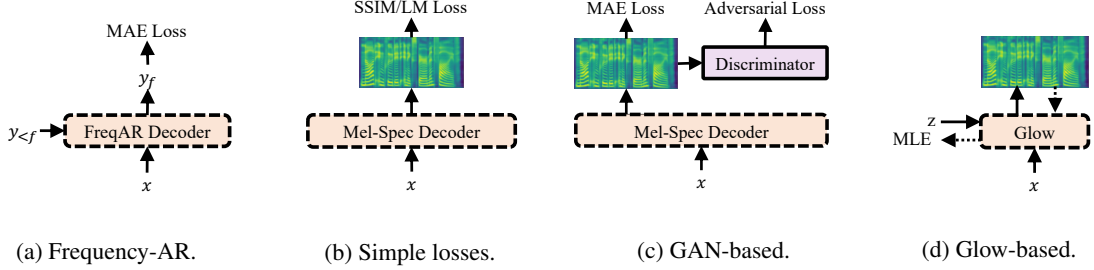 MAE Loss
y_f
y_{<f}
FreqAR Decoder
x
(a) Frequency-AR.
SSIM/LM Loss
Mel-Spec Decoder
x
(b) Simple losses.
MAE Loss
Adversarial Loss
Discriminator
Mel-Spec Decoder
x
(c) GAN-based.
z
MLE
Glow
x
(d) Glow-based.